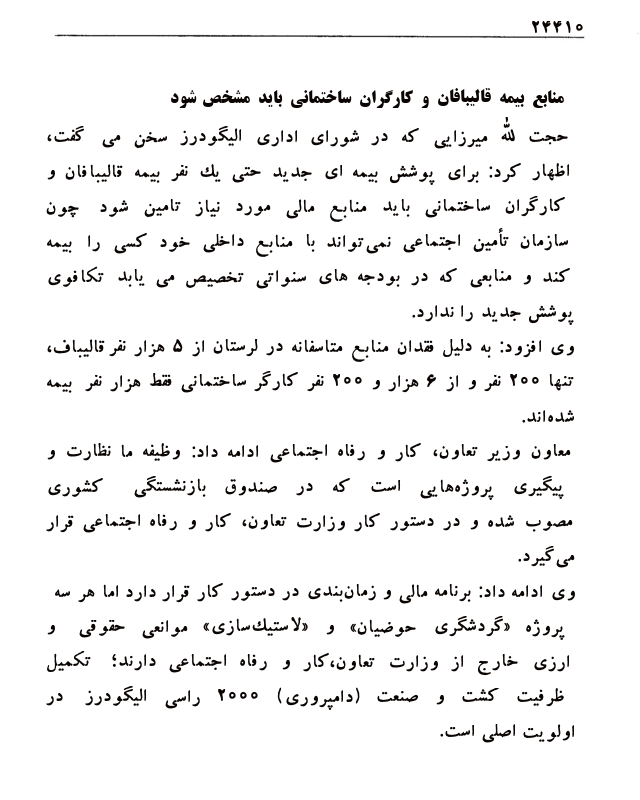 ۲۴۴۱۰
منابع بیمه قالیبافان و کارگران ساختمانی باید مشخص شود
حجت الله میرزایی که در شورای اداری الیگودرز سخن می گفت،
اظهار کرد: برای پوشش بیمه ای جدید حتی یك نفر بیمه قالیبافان و
کارگران ساختمانی باید منابع مالی مورد نیاز تامین شود چون
سازمان تأمین اجتماعی نمی‌تواند با منابع داخلی خود کسی را بیمه
کند و منابعی که در بودجه های سنواتی تخصیص می یابد تکافوی
پوشش جدید را ندارد.
وی افزود: به دلیل فقدان منابع متاسفانه در لرستان از ۵ هزار نفر قالیباف،
تنها ۲۰۰ نفر و از ۶ هزار و ۲۰۰ نفر کارگر ساختمانی فقط هزار نفر بیمه
شده‌اند.
معاون وزیر تعاون، کار و رفاه اجتماعی ادامه داد: وظیفه ما نظارت و
پیگیری پروژه‌هایی است که در صندوق بازنشستگی کشوری
مصوب شده و در دستور کار وزارت تعاون، کار و رفاه اجتماعی قرار
می‌گیرد.
وی ادامه داد: برنامه مالی و زمان‌بندی در دستور کار قرار دارد اما هر سه
پروژه «گردشگری حوضیان» و «لاستیك‌سازی» موانعی حقوقی و
ارزی خارج از وزارت تعاون،کار و رفاه اجتماعی دارند؛ تکمیل
ظرفیت کشت و صنعت (دامپروری) ۲۰۰۰ راسی الیگودرز در
اولویت اصلی است.